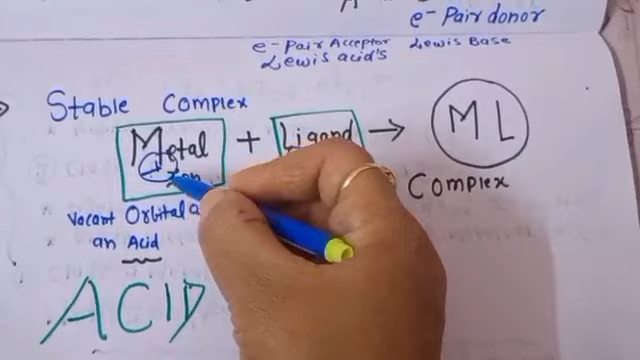 e- Pair donor
e- Pair Acceptor Lewis Base
Lewis acid's
Stable Complex
Metal + Ligand → ML
Ion
Complex
Vacant Orbital
an Acid
ACID